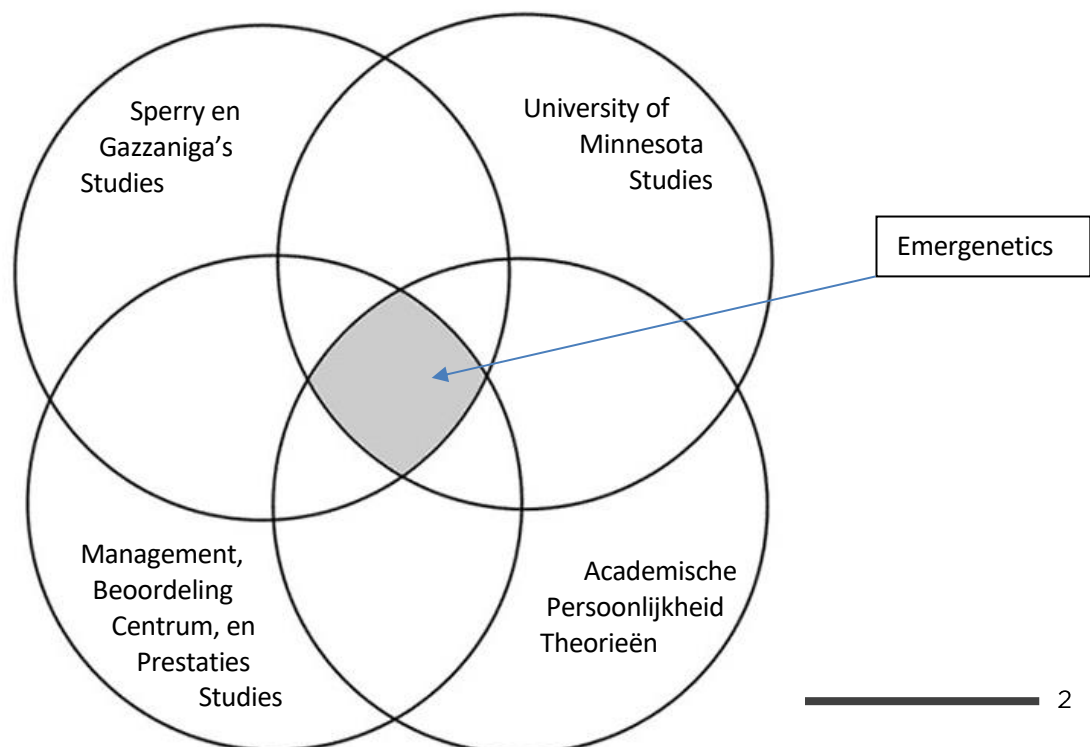 Sperry en
Gazzaniga’s
Studies
University of
Minnesota
Studies
Emergenetics
Management,
Beoordeling
Centrum, en
Prestaties
Studies
Academische
Persoonlijkheid
Theorieën
2